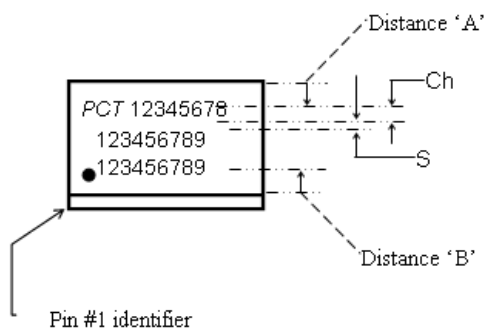 Distance ‘A’
Ch
PCT 12345678
123456789
123456789
S
Distance ‘B’
Pin #1 identifier